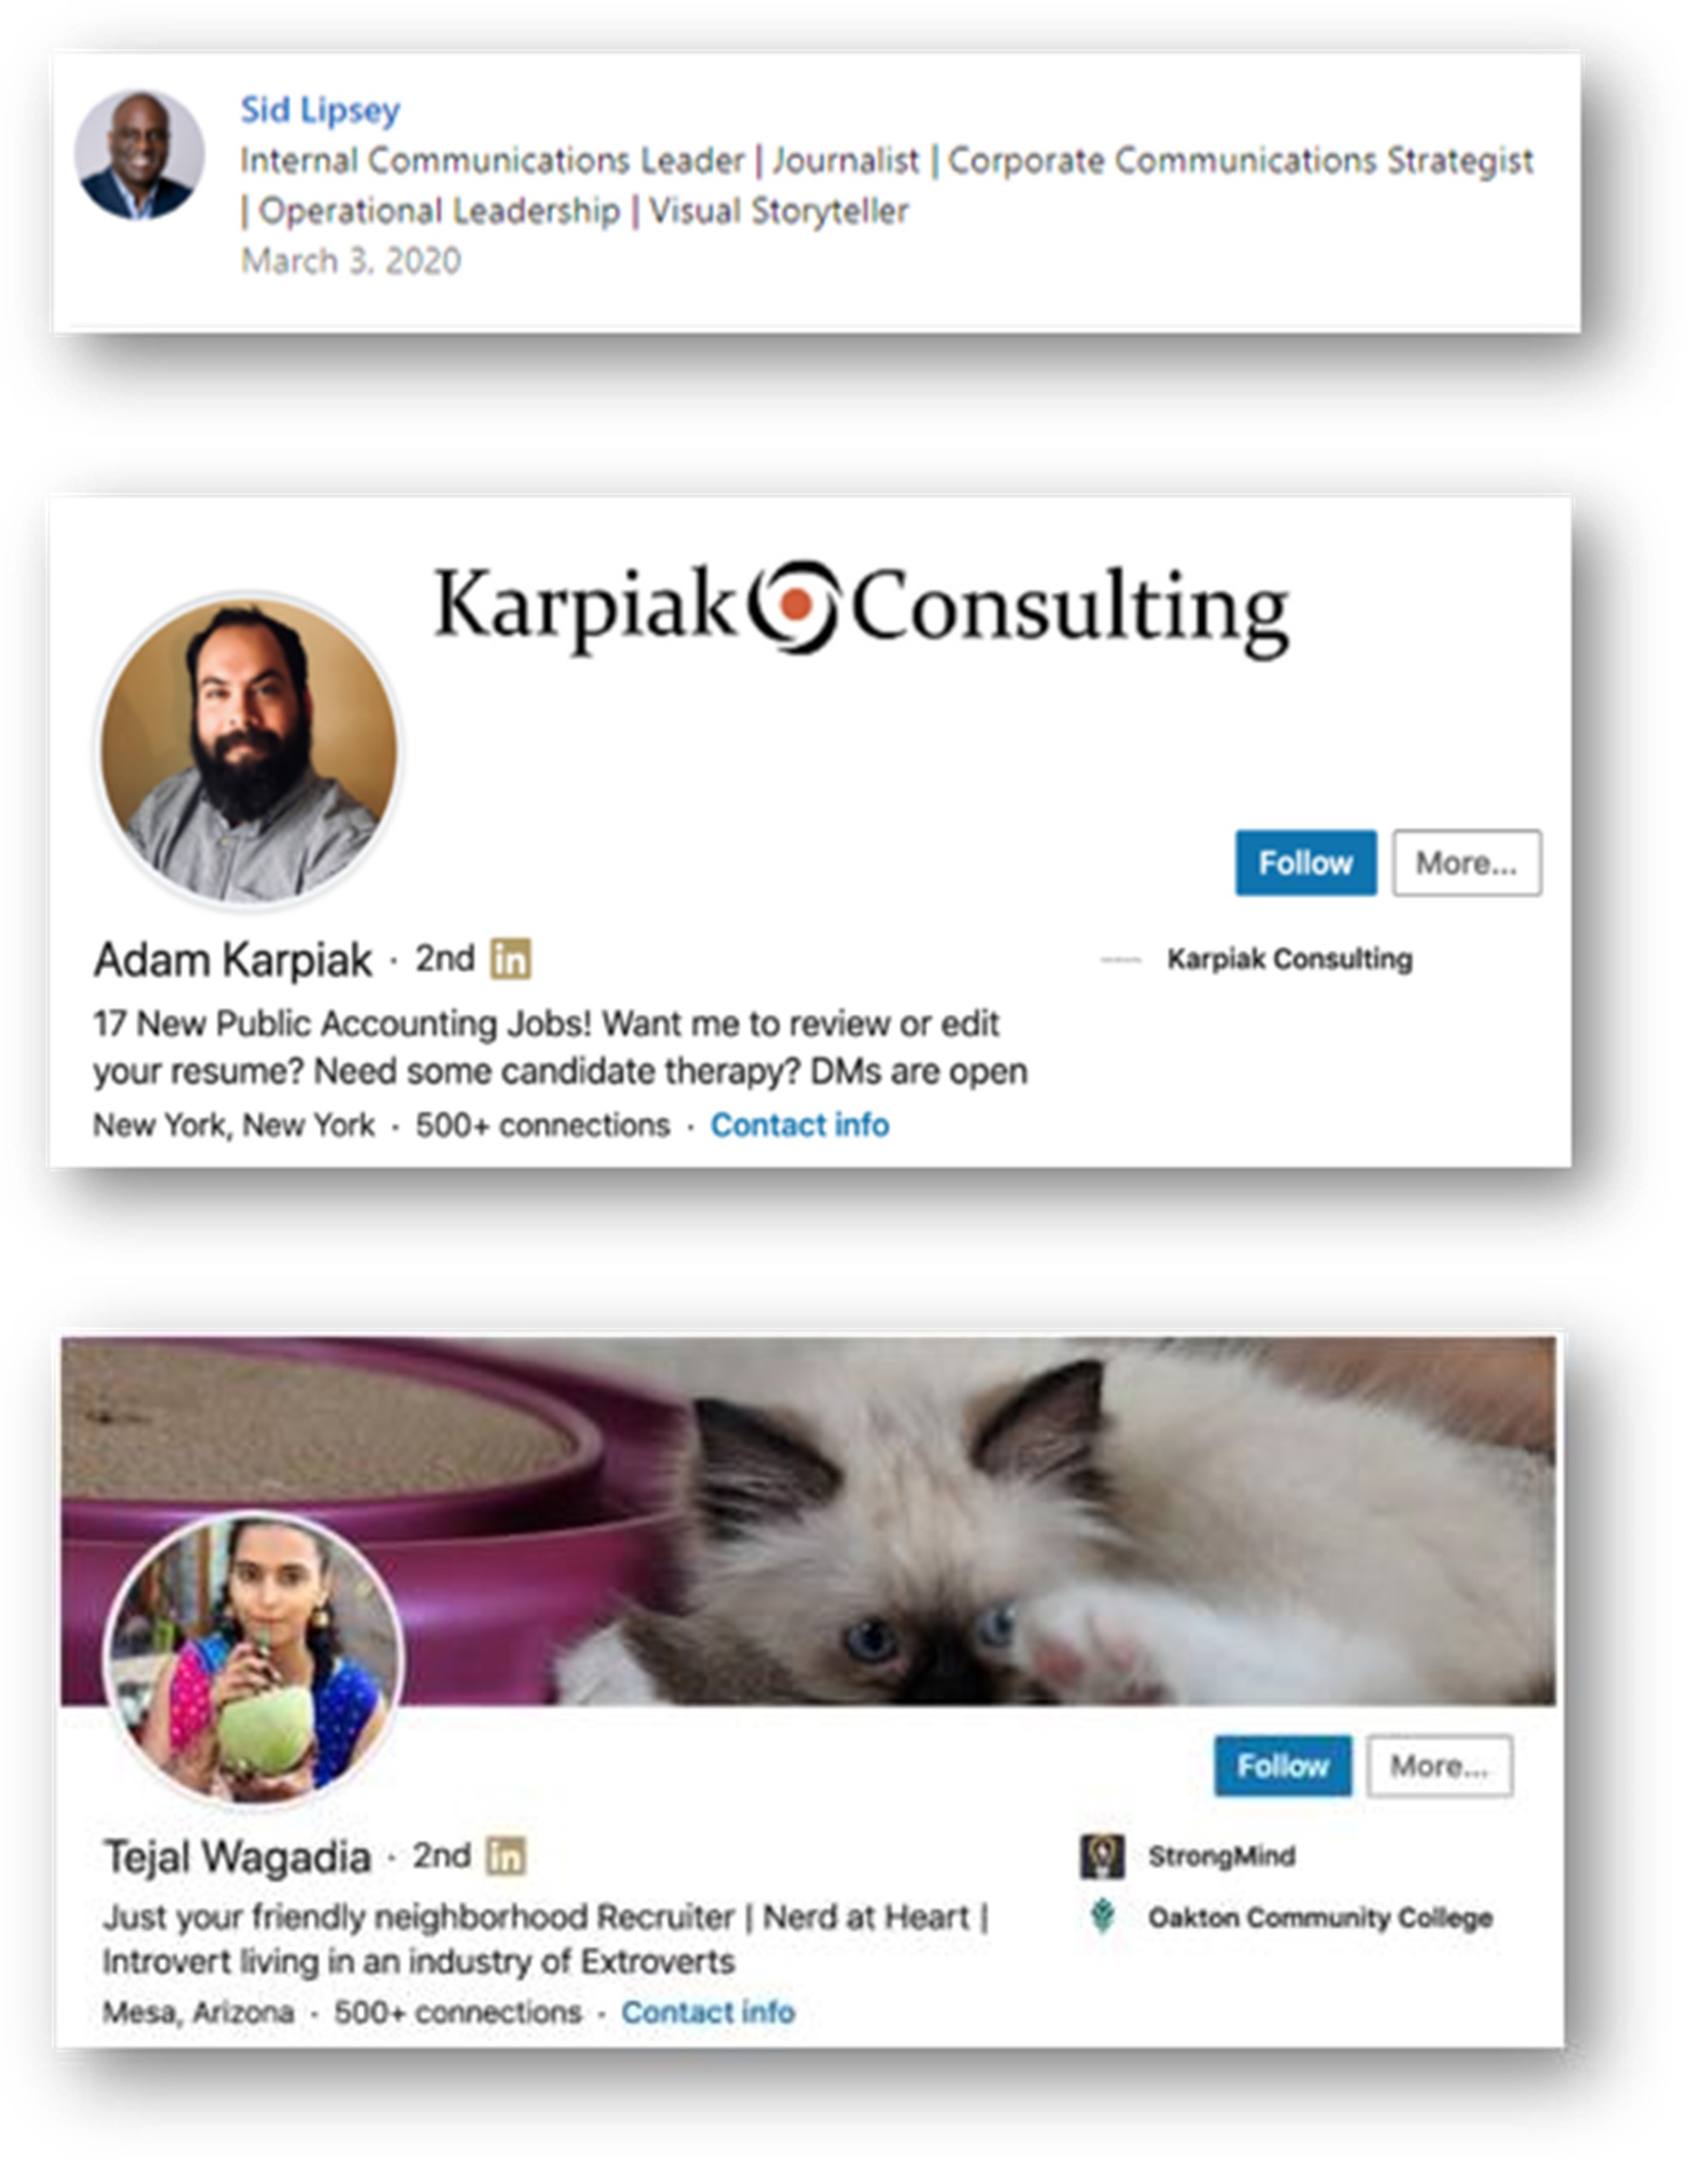 Sid Lipsey
Internal Communications Leader | Journalist | Corporate Communications Strategist
| Operational Leadership | Visual Storyteller
March 3, 2020
Karpiak Consulting
Follow More...
Adam Karpiak · 2nd in
Karpiak Consulting
17 New Public Accounting Jobs! Want me to review or edit
your resume? Need some candidate therapy? DMs are open
New York, New York · 500+ connections · Contact info
Follow More...
Tejal Wagadia · 2nd in
StrongMind
Just your friendly neighborhood Recruiter | Nerd at Heart |
Introvert living in an industry of Extroverts
Oakton Community College
Mesa, Arizona · 500+ connections · Contact info